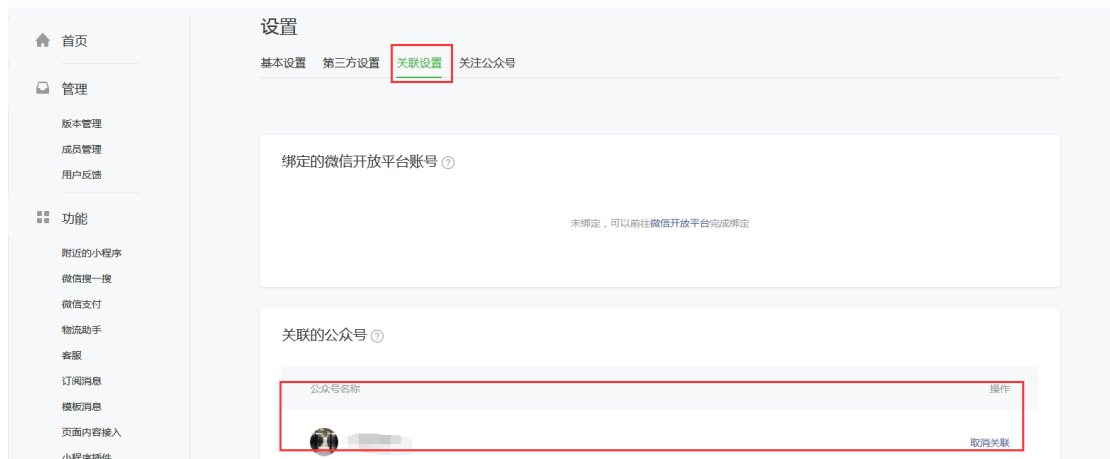 首页
管理
版本管理
成员管理
用户反馈
功能
附近的小程序
微信搜一搜
微信支付
物流助手
客服
订阅消息
模板消息
页面内容接入
小程序插件
设置
基本设置 第三方设置 关联设置 关注公众号
绑定的微信开放平台账号 ?
未绑定，可以前往微信开放平台完成绑定
关联的公众号 ?
公众号名称 操作
取消关联